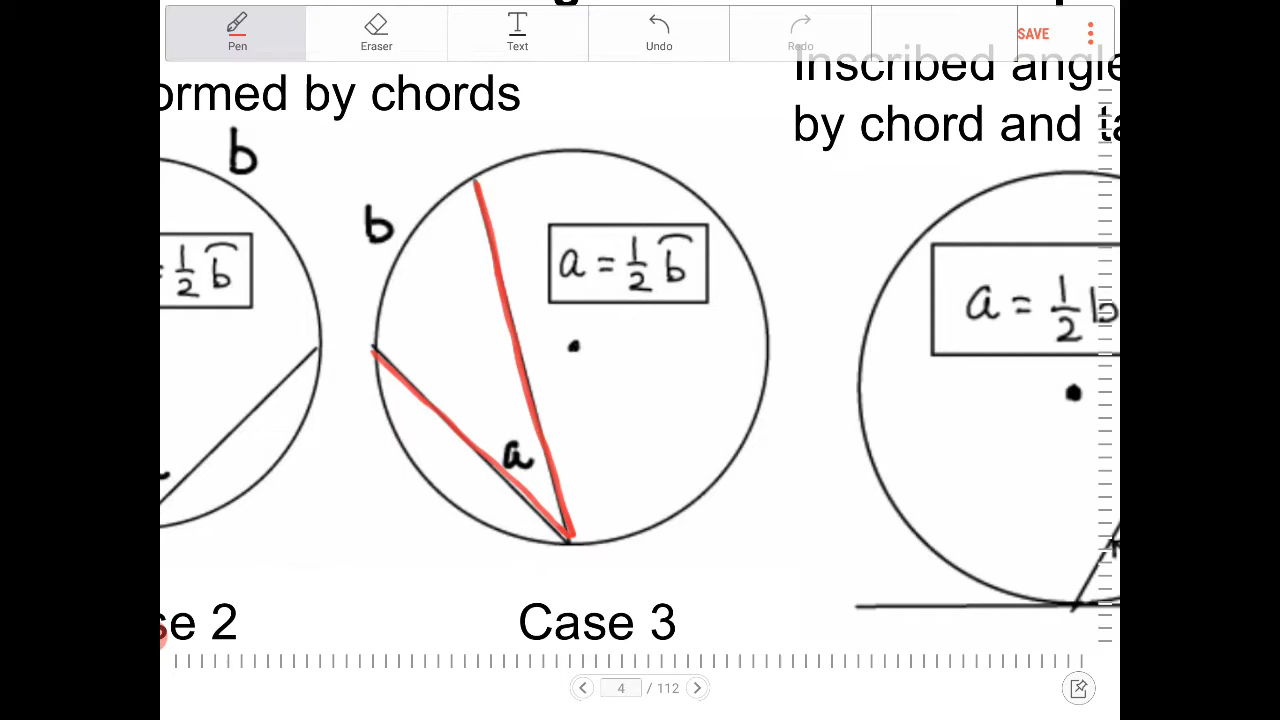 Pen
Eraser
Text
Undo
Redo
SAVE
Inscribed angle
by chord and ta
ormed by chords
b
= 1/2 b͡
b
a = 1/2 b͡
a
a = 1/2 b
se 2
Case 3
4 / 112